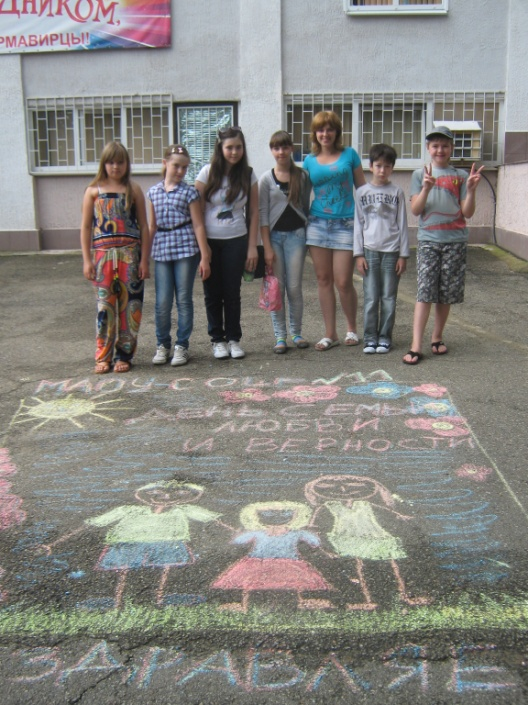 ДНИКОМ,
РМАВИРЦЫ!
ДЕНЬ СЕМЬИ
ЛЮБВИ
И ВЕРНОСТИ
ЗДРАВЛЯЕ